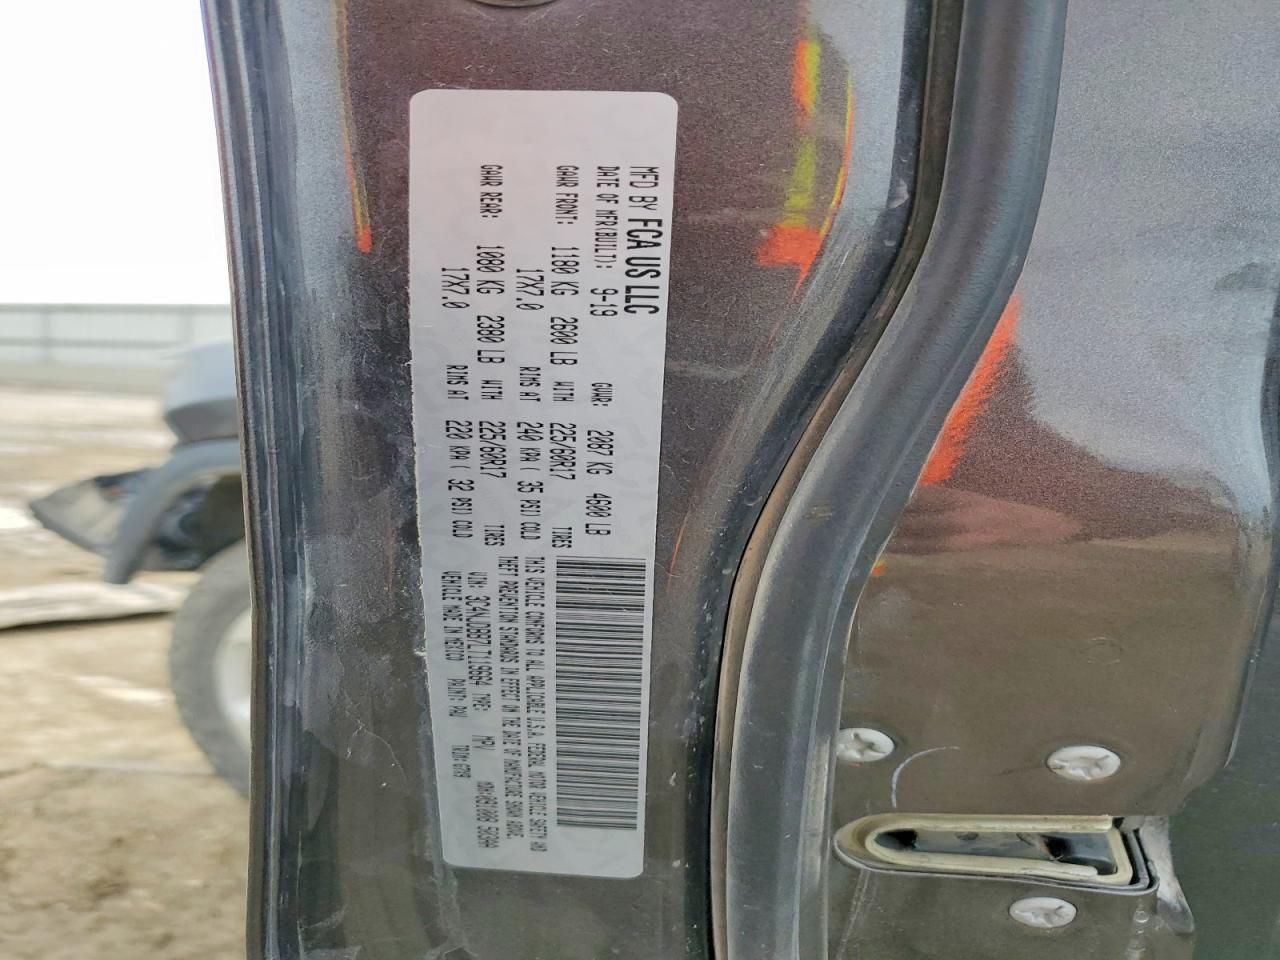 MFD BY FCA US LLC
DATE OF MFR(BUILT): 9-19 GVWR: 2087 KG 4600 LB
GAWR FRONT: 1180 KG 2600 LB WITH 225/60R17 TIRES
17X7.0 RIMS AT 240 KPA( 35 PSI) COLD
GAWR REAR: 1080 KG 2380 LB WITH 225/60R17 TIRES
17X7.0 RIMS AT 220 KPA( 32 PSI) COLD
THIS VEHICLE CONFORMS TO ALL APPLICABLE U.S.A. FEDERAL MOTOR VEHICLE SAFETY AND
THEFT PREVENTION STANDARDS IN EFFECT ON THE DATE OF MANUFACTURE SHOWN ABOVE.
VIN: 3C4NJDBB7LT119664 TYPE: MPV
VEHICLE MADE IN MEXICO PAINT: PAU